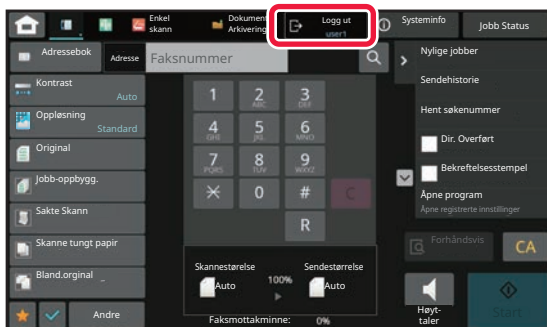 Enkel skann
Dokument Arkivering
Logg ut
user1
Systeminfo
Jobb Status
Adressebok
Adresse
Faksnummer
Nylige jobber
Sendehistorie
Hent søkenummer
Dir. Overført
Bekreftelsesstempel
Åpne program
Åpne registrerte innstillinger
Kontrast
Auto
Oppløsning
Standard
Original
Jobb-oppbygg.
Sakte Skann
Skanne tungt papir
Bland.orginal
Andre
1
2
ABC
3
DEF
4
GHI
5
JKL
6
MNO
7
PQRS
8
TUV
9
WXYZ
0
#
C
R
Skannestørelse
Auto
100%
Sendestørrelse
Auto
Faksmottakminne: 0%
Forhåndsvis
CA
Høyt-
taler
Start